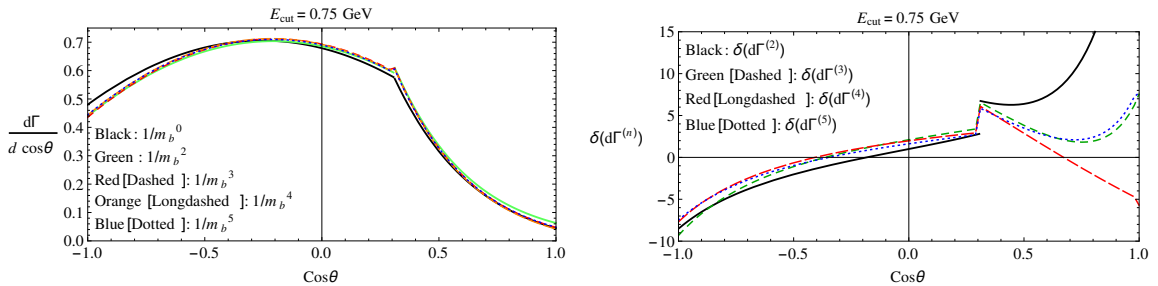 E_cut = 0.75 GeV
dΓ
d cosθ
0.7
0.6
0.5
0.4
0.3
0.2
0.1
0.0
Black: 1/m_b^0
Green : 1/m_b^2
Red [Dashed ]: 1/m_b^3
Orange [Longdashed ]: 1/m_b^4
Blue [Dotted ]: 1/m_b^5
-1.0 -0.5 0.0 0.5 1.0
Cosθ
E_cut = 0.75 GeV
δ(dΓ^(n))
15
10
5
0
-5
-10
Black: δ(dΓ^(2))
Green [Dashed ]: δ(dΓ^(3))
Red [Longdashed ]: δ(dΓ^(4))
Blue [Dotted ]: δ(dΓ^(5))
-1.0 -0.5 0.0 0.5 1.0
Cosθ